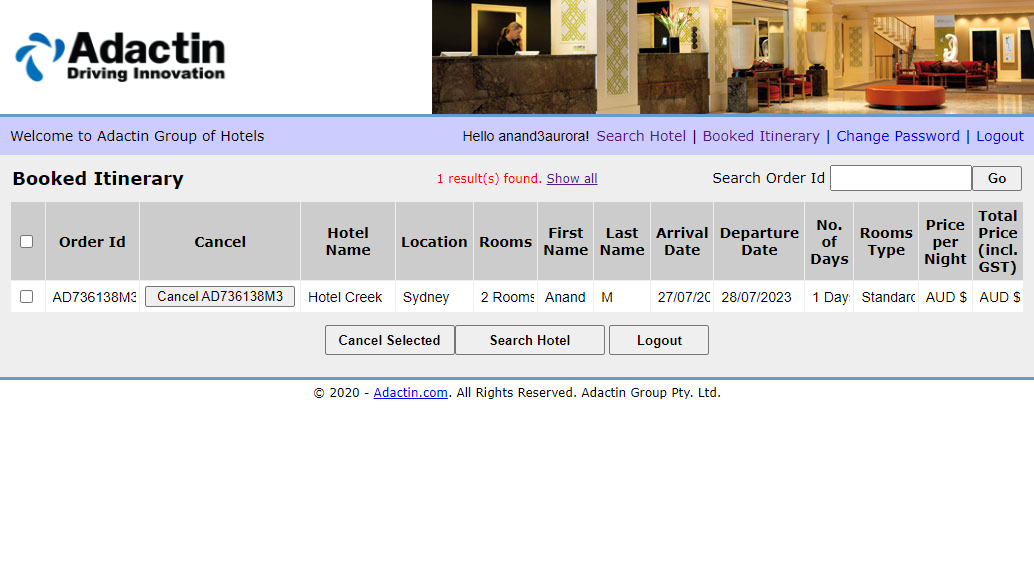 Adactin
Driving Innovation
Welcome to Adactin Group of Hotels
Hello anand3aurora! Search Hotel | Booked Itinerary | Change Password | Logout
Booked Itinerary
1 result(s) found. Show all
Search Order Id
Go
Order Id
Cancel
Hotel Name
Location
Rooms
First Name
Last Name
Arrival Date
Departure Date
No. of Days
Rooms Type
Price per Night
Total Price (incl. GST)
AD736138M3
Cancel AD736138M3
Hotel Creek
Sydney
2 Rooms
Anand
M
27/07/20
28/07/2023
1 Day
Standard
AUD $
AUD $
Cancel Selected
Search Hotel
Logout
© 2020 - Adactin.com. All Rights Reserved. Adactin Group Pty. Ltd.